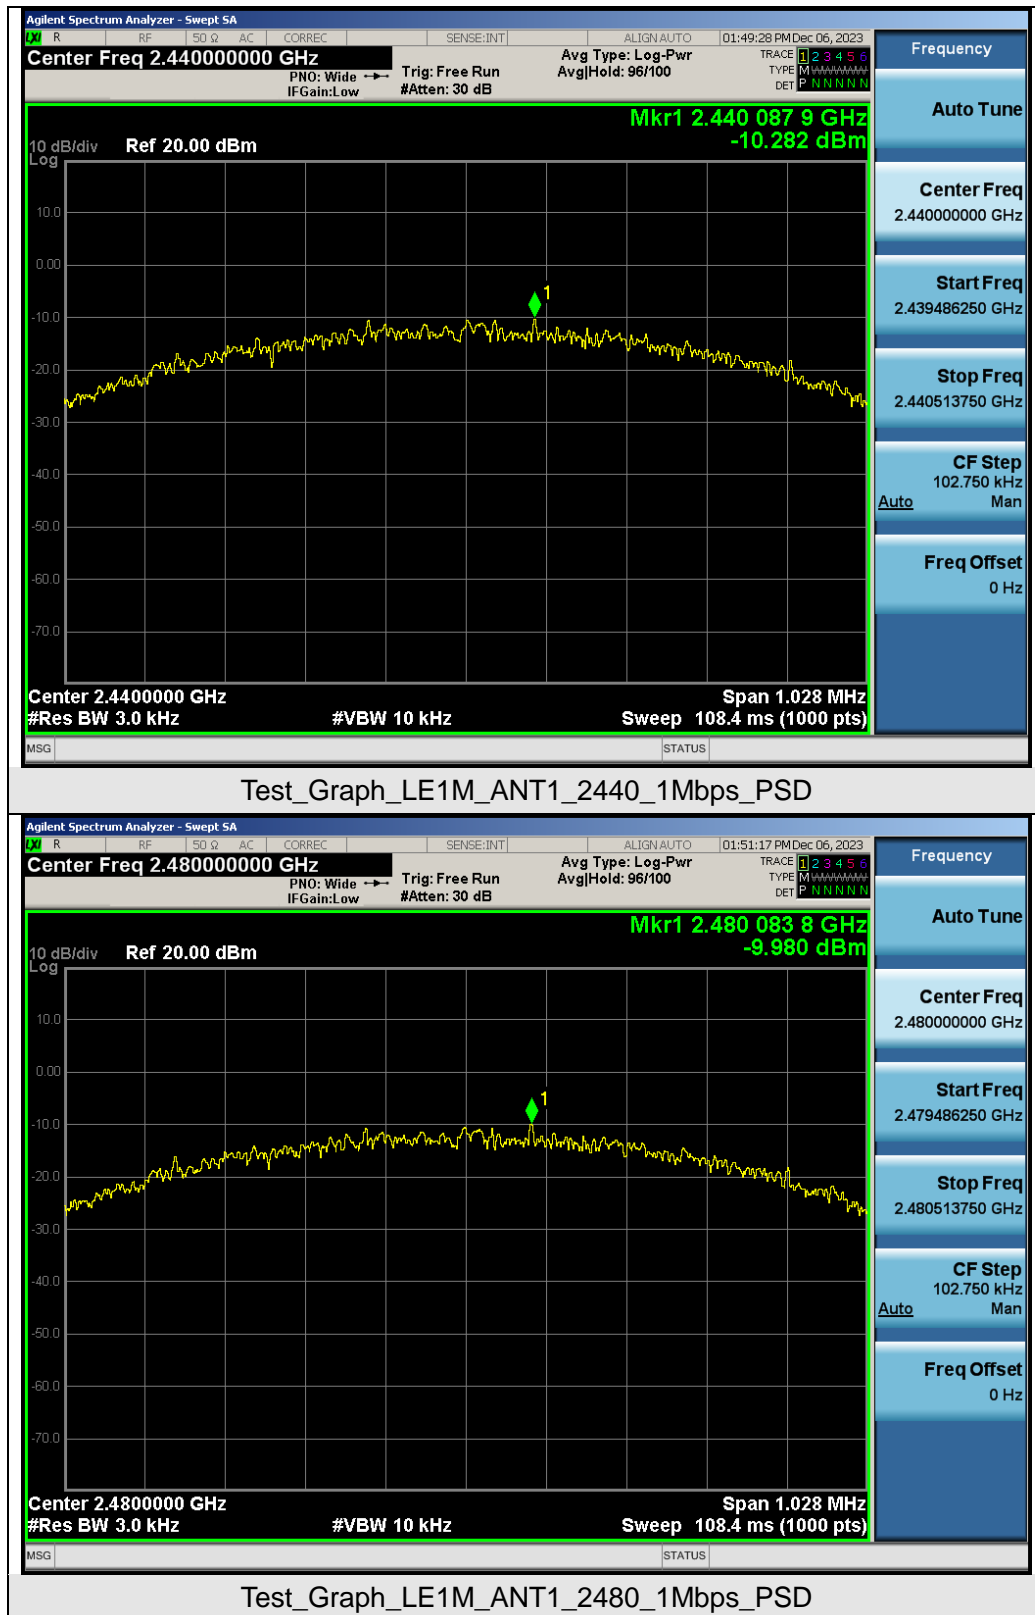 Agilent Spectrum Analyzer - Swept SA
LXI R RF 50 Ω AC CORREC SENSE:INT ALIGN AUTO 01:49:28 PM Dec 06, 2023
Center Freq 2.440000000 GHz
PNO: Wide
IFGain:Low
Trig: Free Run
#Atten: 30 dB
Avg Type: Log-Pwr
Avg|Hold: 96/100
TRACE 1 2 3 4 5 6
TYPE M
DET P N N N N N
Mkr1 2.440 087 9 GHz
-10.282 dBm
10 dB/div Ref 20.00 dBm
Log
10.0
0.00
1
-10.0
-20.0
-30.0
-40.0
-50.0
-60.0
-70.0
Center 2.4400000 GHz Span 1.028 MHz
#Res BW 3.0 kHz #VBW 10 kHz Sweep 108.4 ms (1000 pts)
MSG STATUS
Frequency
Auto Tune
Center Freq
2.440000000 GHz
Start Freq
2.439486250 GHz
Stop Freq
2.440513750 GHz
CF Step
102.750 kHz
Auto Man
Freq Offset
0 Hz
Test_Graph_LE1M_ANT1_2440_1Mbps_PSD
Agilent Spectrum Analyzer - Swept SA
LXI R RF 50 Ω AC CORREC SENSE:INT ALIGN AUTO 01:51:17 PM Dec 06, 2023
Center Freq 2.480000000 GHz
PNO: Wide
IFGain:Low
Trig: Free Run
#Atten: 30 dB
Avg Type: Log-Pwr
Avg|Hold: 96/100
TRACE 1 2 3 4 5 6
TYPE M
DET P N N N N N
Mkr1 2.480 083 8 GHz
-9.980 dBm
10 dB/div Ref 20.00 dBm
Log
10.0
0.00
1
-10.0
-20.0
-30.0
-40.0
-50.0
-60.0
-70.0
Center 2.4800000 GHz Span 1.028 MHz
#Res BW 3.0 kHz #VBW 10 kHz Sweep 108.4 ms (1000 pts)
MSG STATUS
Frequency
Auto Tune
Center Freq
2.480000000 GHz
Start Freq
2.479486250 GHz
Stop Freq
2.480513750 GHz
CF Step
102.750 kHz
Auto Man
Freq Offset
0 Hz
Test_Graph_LE1M_ANT1_2480_1Mbps_PSD